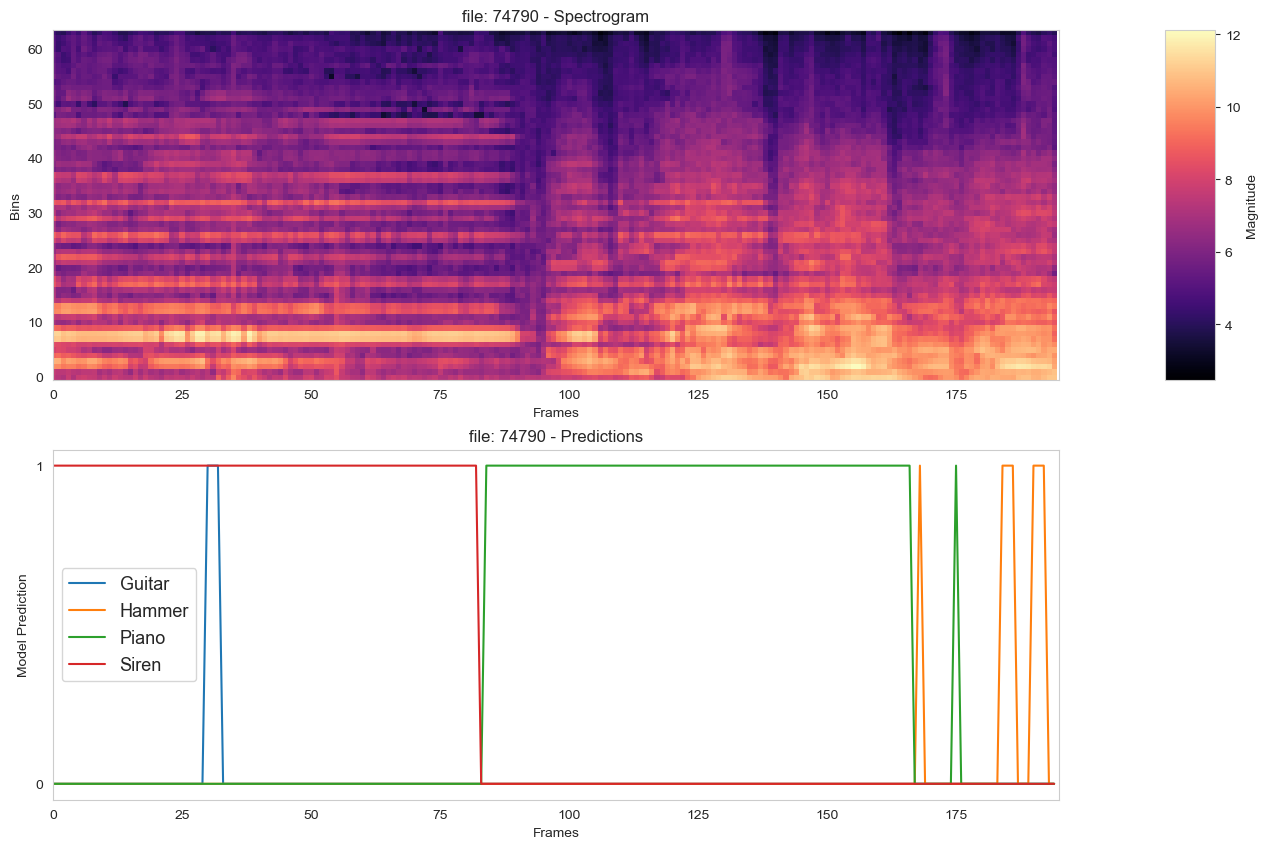 file: 74790 - Spectrogram
60
50
40
30
20
10
0
Bins
0 25 50 75 100 125 150 175
Frames
12
10
8
6
4
Magnitude
file: 74790 - Predictions
1
0
Model Prediction
Guitar
Hammer
Piano
Siren
0 25 50 75 100 125 150 175
Frames